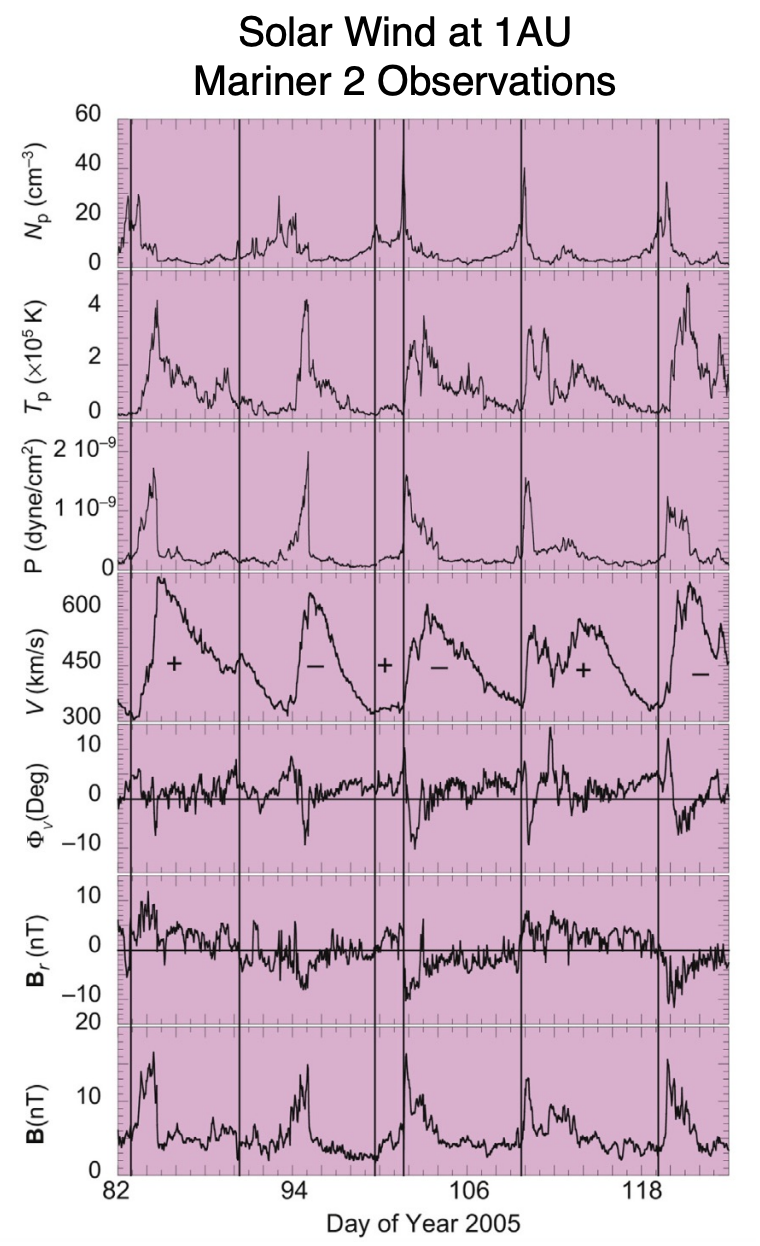 Solar Wind at 1AU
Mariner 2 Observations
60
40
20
0
Nₚ (cm⁻³)
4
2
0
Tₚ (×10⁵ K)
2 10⁻⁹
1 10⁻⁹
0
P (dyne/cm²)
600
450
300
V (km/s)
+
−
+
−
+
−
10
0
−10
Φᵥ(Deg)
10
0
−10
Bᵣ (nT)
20
10
0
B(nT)
82 94 106 118
Day of Year 2005